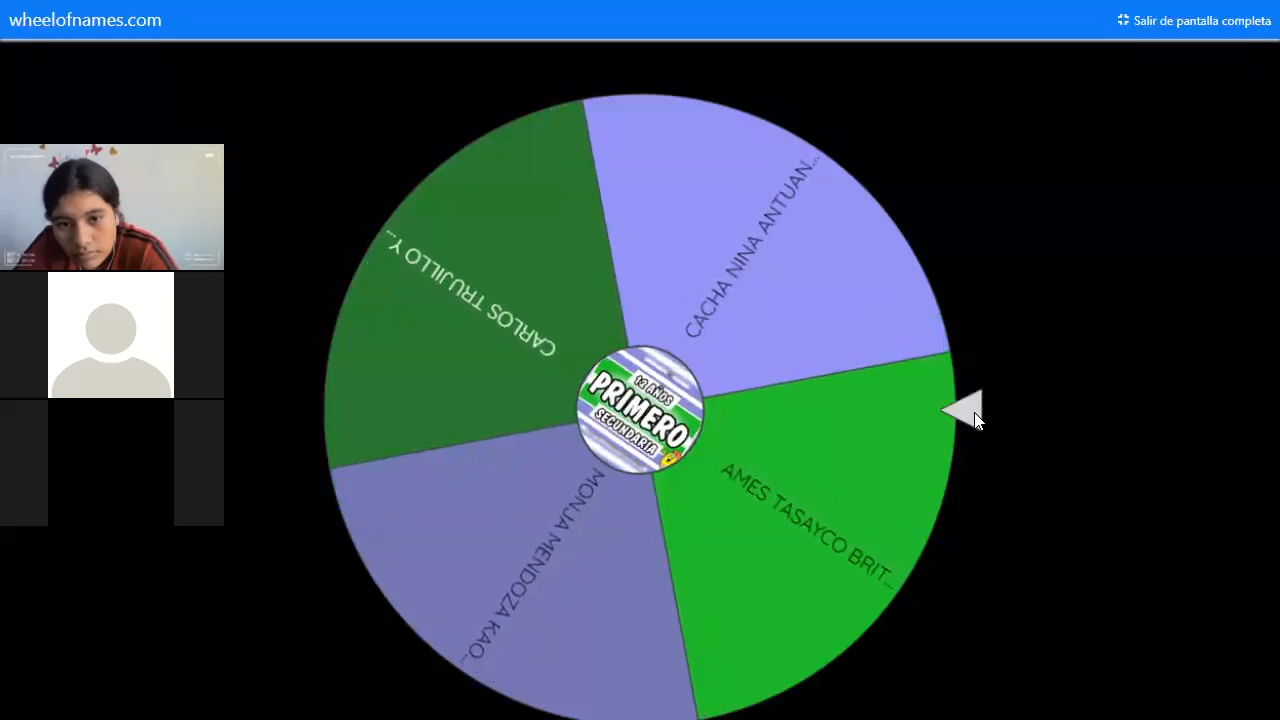 wheelofnames.com
Salir de pantalla completa
CACHA NINA ANTUAN...
CARLOS TRUJILLO Y...
12 AÑOS
PRIMERO
SECUNDARIA
AMES TASAYCO BRIT...
MONJA MENDOZA KAO...